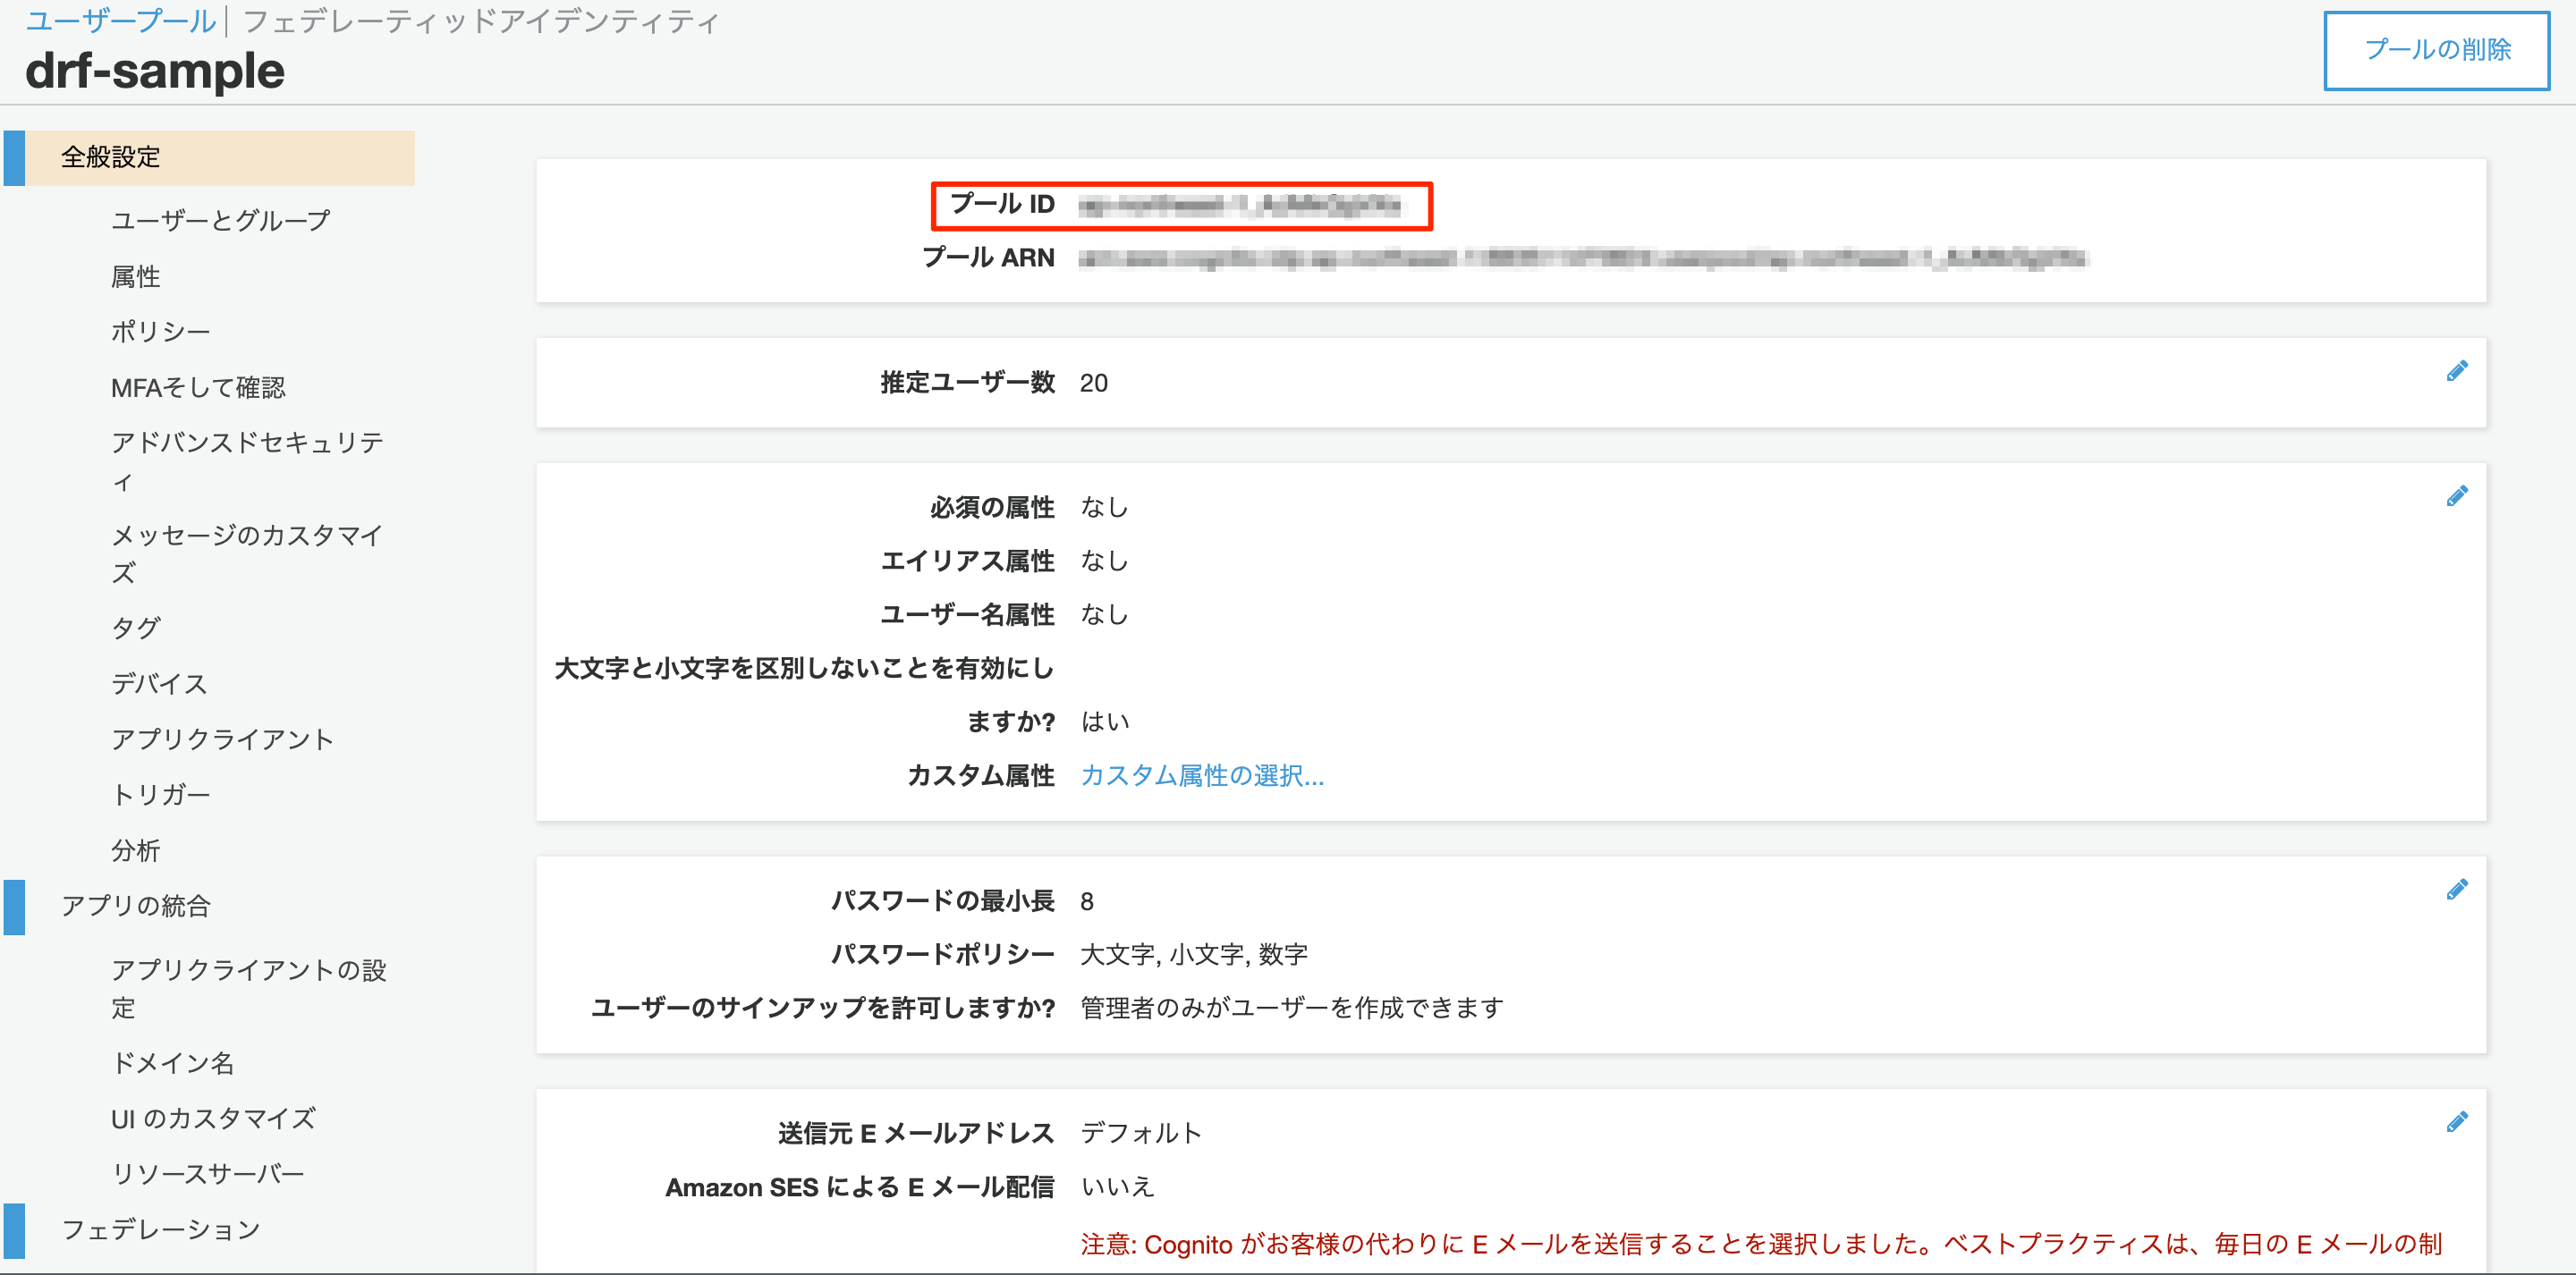 ユーザープール | フェデレーティッドアイデンティティ
drf-sample
プールの削除
全般設定
ユーザーとグループ
属性
ポリシー
MFAそして確認
アドバンスドセキュリテ
ィ
メッセージのカスタマイ
ズ
タグ
デバイス
アプリクライアント
トリガー
分析
アプリの統合
アプリクライアントの設
定
ドメイン名
UI のカスタマイズ
リソースサーバー
フェデレーション
プール ID
プール ARN
推定ユーザー数 20
必須の属性 なし
エイリアス属性 なし
ユーザー名属性 なし
大文字と小文字を区別しないことを有効にし
ますか? はい
カスタム属性 カスタム属性の選択...
パスワードの最小長 8
パスワードポリシー 大文字, 小文字, 数字
ユーザーのサインアップを許可しますか? 管理者のみがユーザーを作成できます
送信元 E メールアドレス デフォルト
Amazon SES による E メール配信 いいえ
注意: Cognito がお客様の代わりに E メールを送信することを選択しました。ベストプラクティスは、毎日の E メールの制